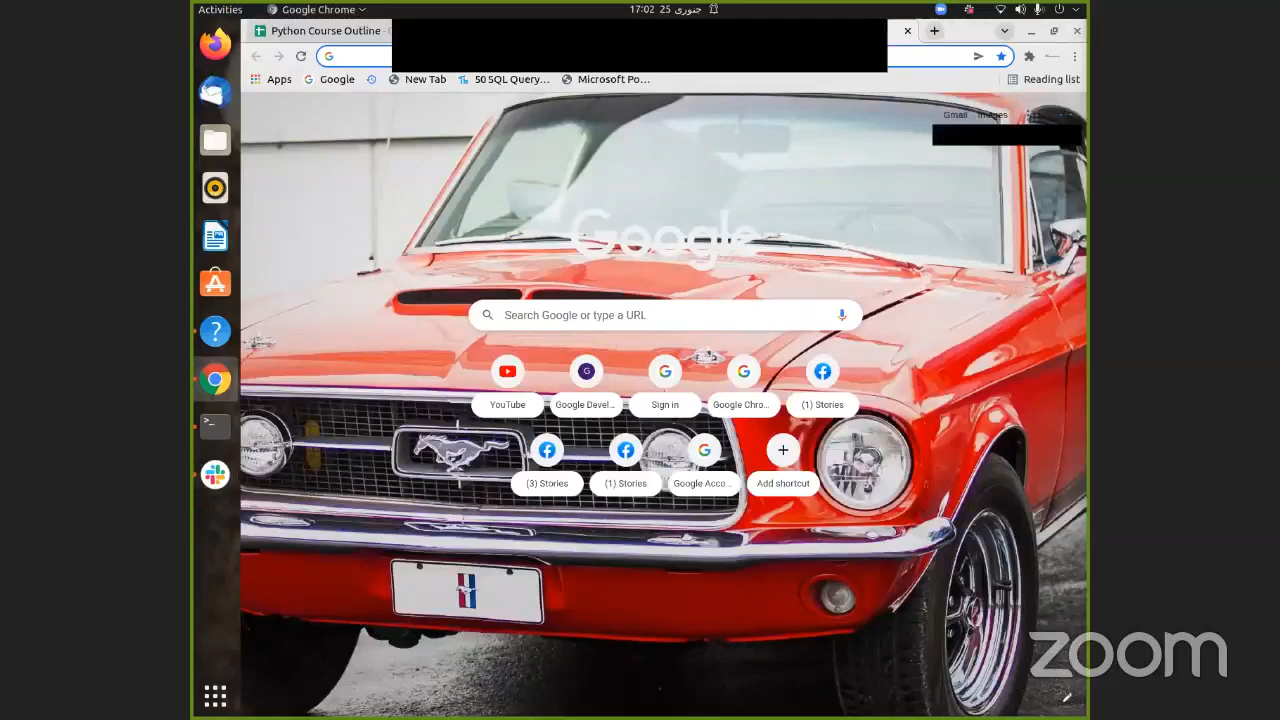 Activities
Google Chrome
17:02 25 جنوری
Python Course Outline -
Apps
Google
New Tab
50 SQL Query...
Microsoft Po...
Reading list
Gmail
Images
Google
Search Google or type a URL
YouTube
Google Devel...
Sign in
Google Chro...
(1) Stories
(3) Stories
(1) Stories
Google Acco...
Add shortcut
zoom